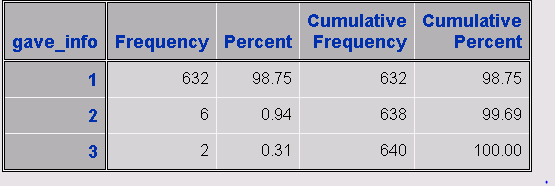 gave_info Frequency Percent Cumulative Frequency Cumulative Percent
1 632 98.75 632 98.75
2 6 0.94 638 99.69
3 2 0.31 640 100.00